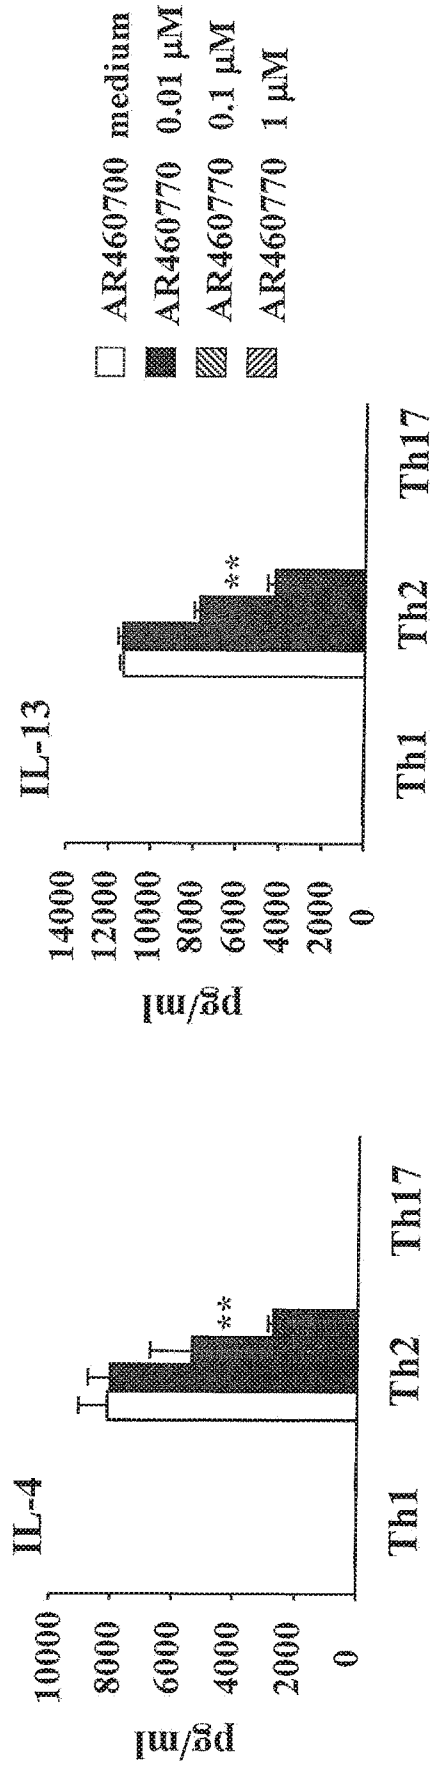 IL-4
pg/ml
10000
8000
6000
4000
2000
0
**
Th1 Th2 Th17
IL-13
pg/ml
14000
12000
10000
8000
6000
4000
2000
0
**
Th1 Th2 Th17
AR460700 medium
AR460770 0.01 µM
AR460770 0.1 µM
AR460770 1 µM